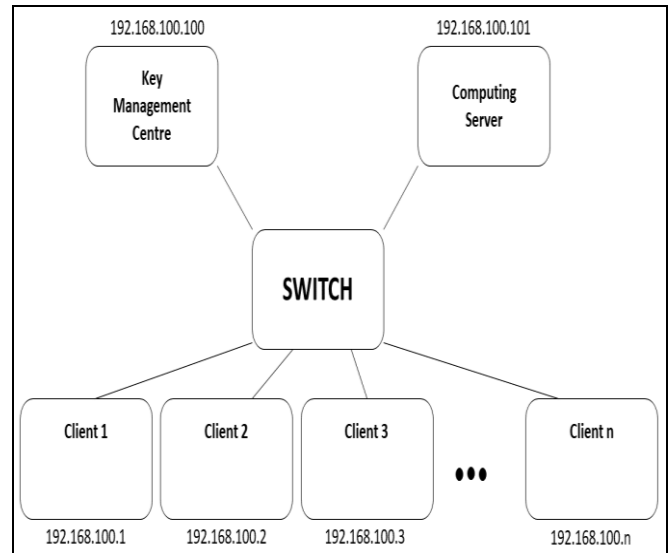 192.168.100.100
192.168.100.101
Key
Management
Centre
Computing
Server
SWITCH
Client 1
Client 2
Client 3
Client n
192.168.100.1
192.168.100.2
192.168.100.3
192.168.100.n